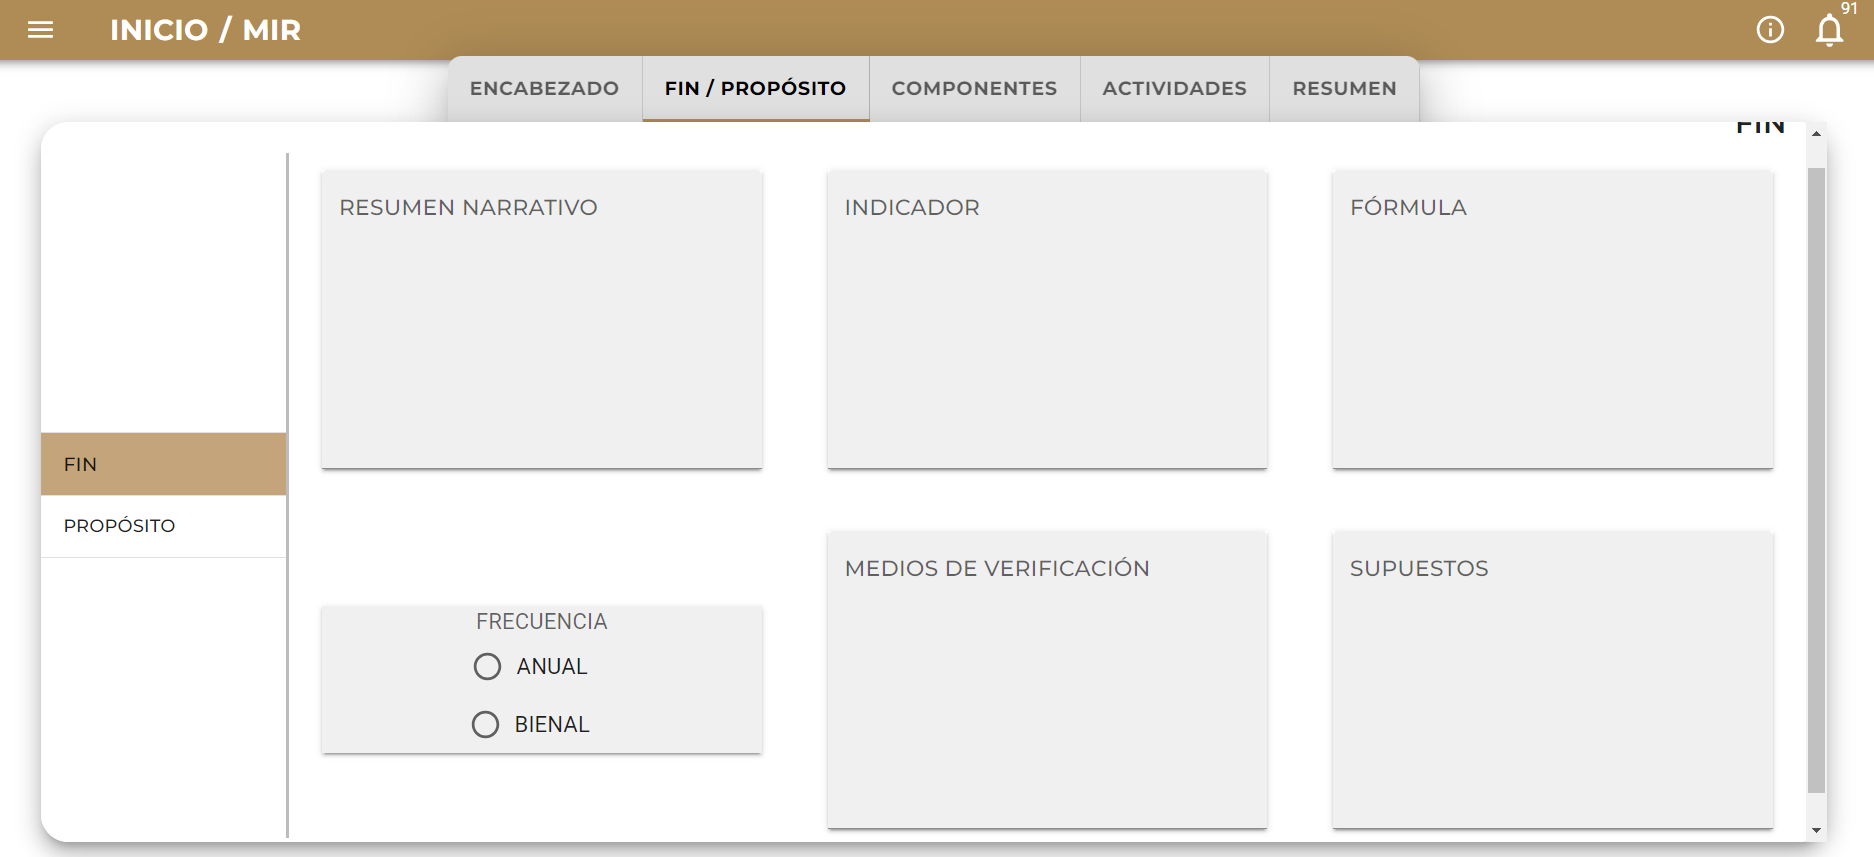 INICIO / MIR
91
ENCABEZADO
FIN / PROPÓSITO
COMPONENTES
ACTIVIDADES
RESUMEN
FIN
RESUMEN NARRATIVO
INDICADOR
FÓRMULA
FIN
PROPÓSITO
FRECUENCIA
ANUAL
BIENAL
MEDIOS DE VERIFICACIÓN
SUPUESTOS